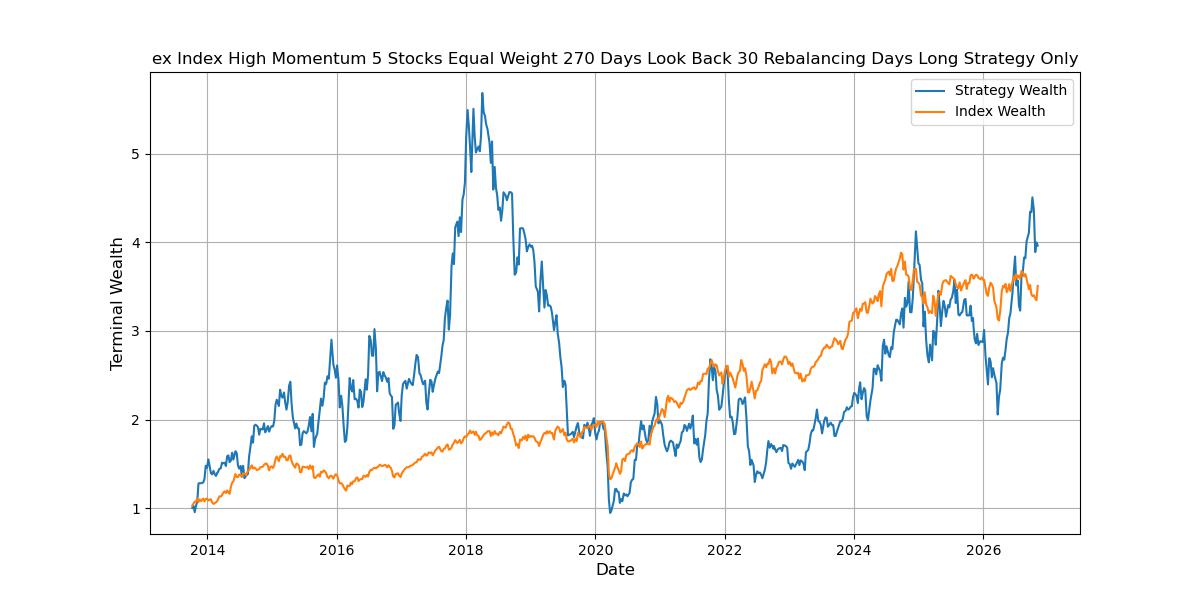 ex Index High Momentum 5 Stocks Equal Weight 270 Days Look Back 30 Rebalancing Days Long Strategy Only
Strategy Wealth
Index Wealth
Terminal Wealth
5
4
3
2
1
2014 2016 2018 2020 2022 2024 2026
Date